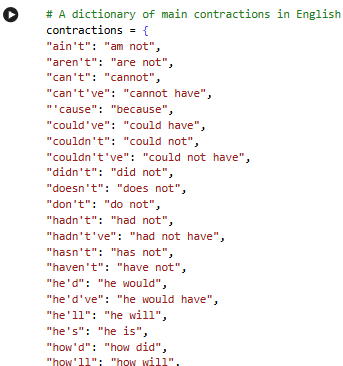 # A dictionary of main contractions in English
contractions = {
"ain't": "am not",
"aren't": "are not",
"can't": "cannot",
"can't've": "cannot have",
"'cause": "because",
"could've": "could have",
"couldn't": "could not",
"couldn't've": "could not have",
"didn't": "did not",
"doesn't": "does not",
"don't": "do not",
"hadn't": "had not",
"hadn't've": "had not have",
"hasn't": "has not",
"haven't": "have not",
"he'd": "he would",
"he'd've": "he would have",
"he'll": "he will",
"he's": "he is",
"how'd": "how did",
"how'll": "how will",